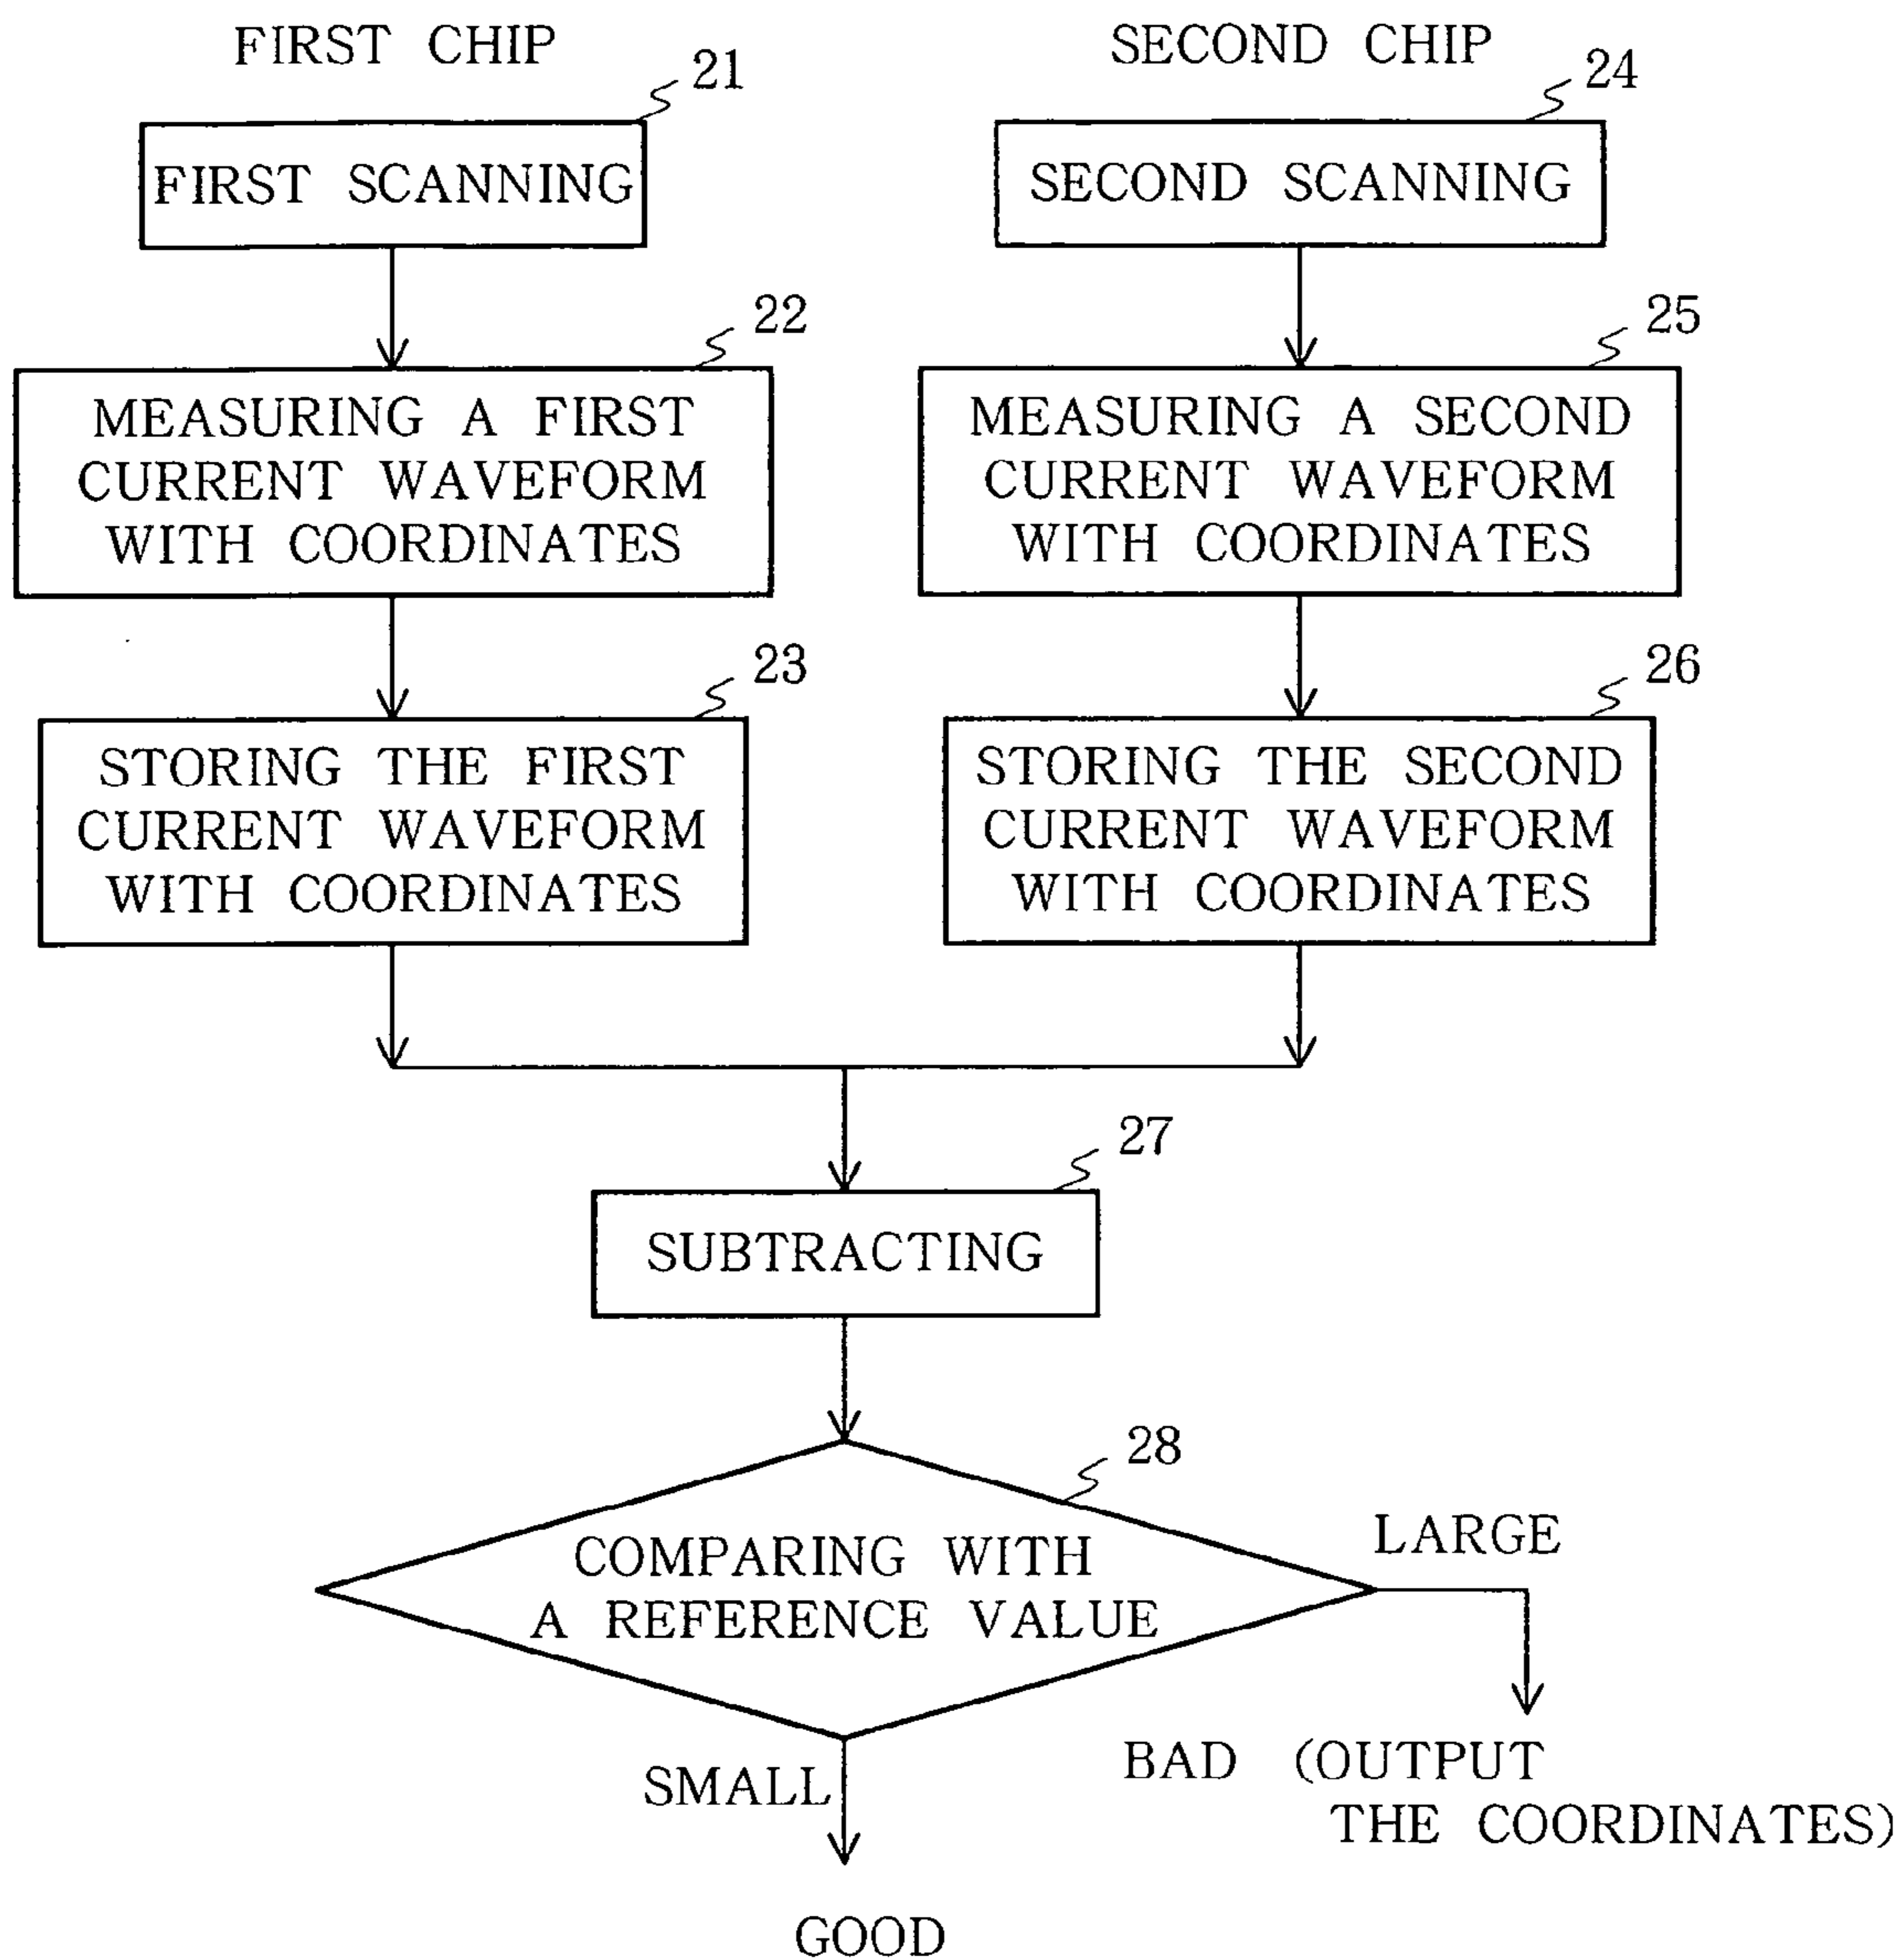 FIRST CHIP
21
FIRST SCANNING
22
MEASURING A FIRST
CURRENT WAVEFORM
WITH COORDINATES
23
STORING THE FIRST
CURRENT WAVEFORM
WITH COORDINATES
SECOND CHIP
24
SECOND SCANNING
25
MEASURING A SECOND
CURRENT WAVEFORM
WITH COORDINATES
26
STORING THE SECOND
CURRENT WAVEFORM
WITH COORDINATES
27
SUBTRACTING
28
COMPARING WITH
A REFERENCE VALUE
LARGE
BAD (OUTPUT
THE COORDINATES)
SMALL
GOOD